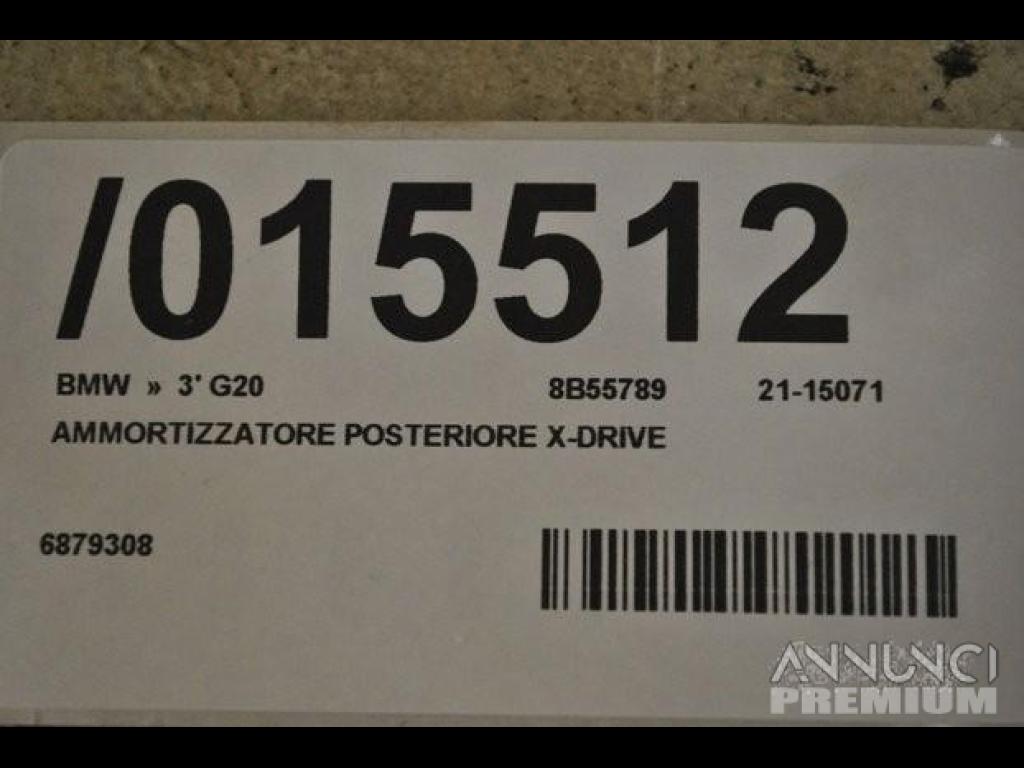 /015512
BMW » 3' G20 8B55789 21-15071
AMMORTIZZATORE POSTERIORE X-DRIVE
6879308
ANNUNCI
PREMIUM